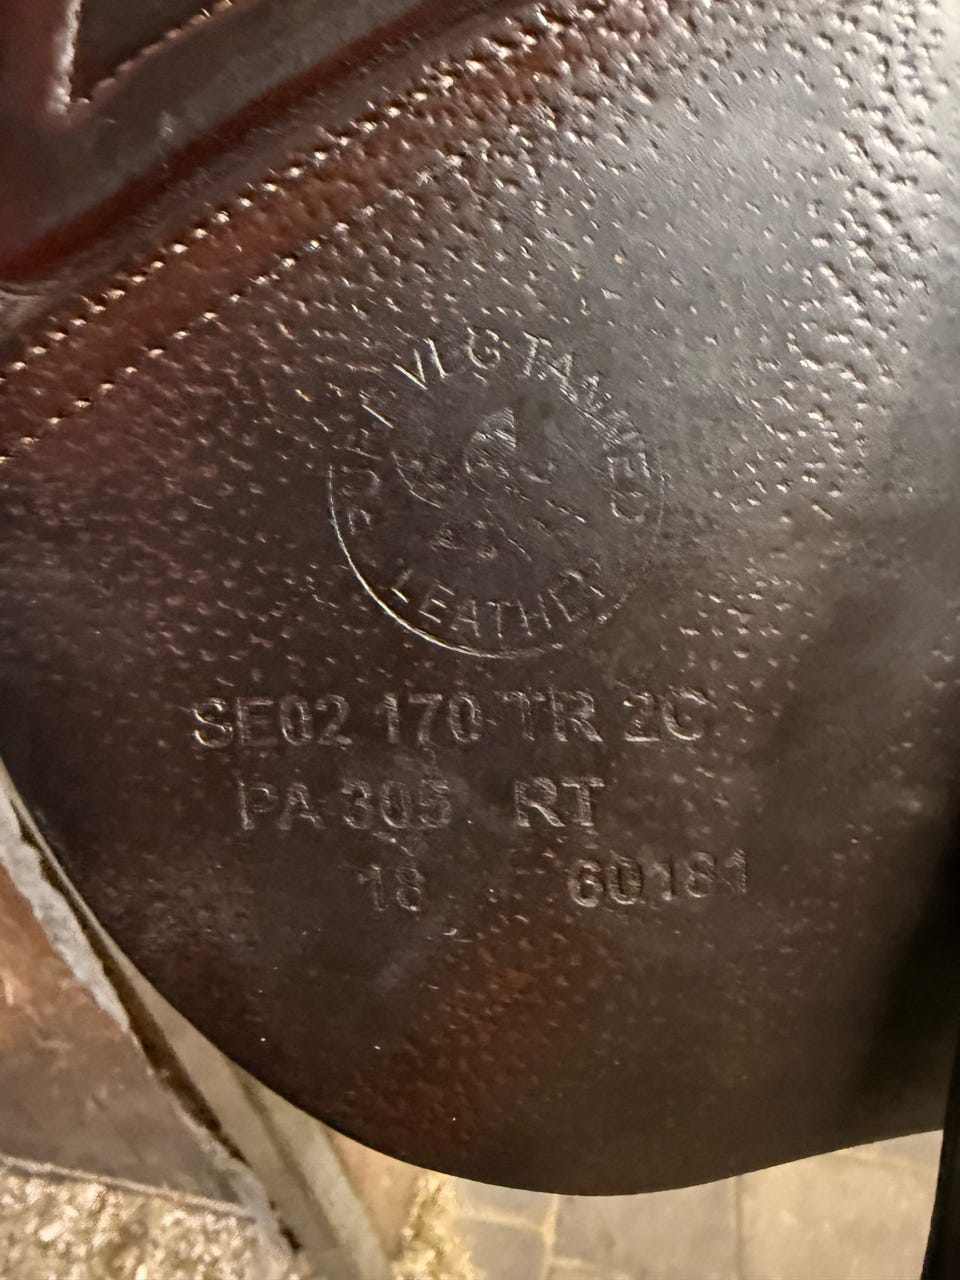 PURE VEG TANNED
LEATHER
SE02 170 TR 2C
PA 305 RT
18 60181